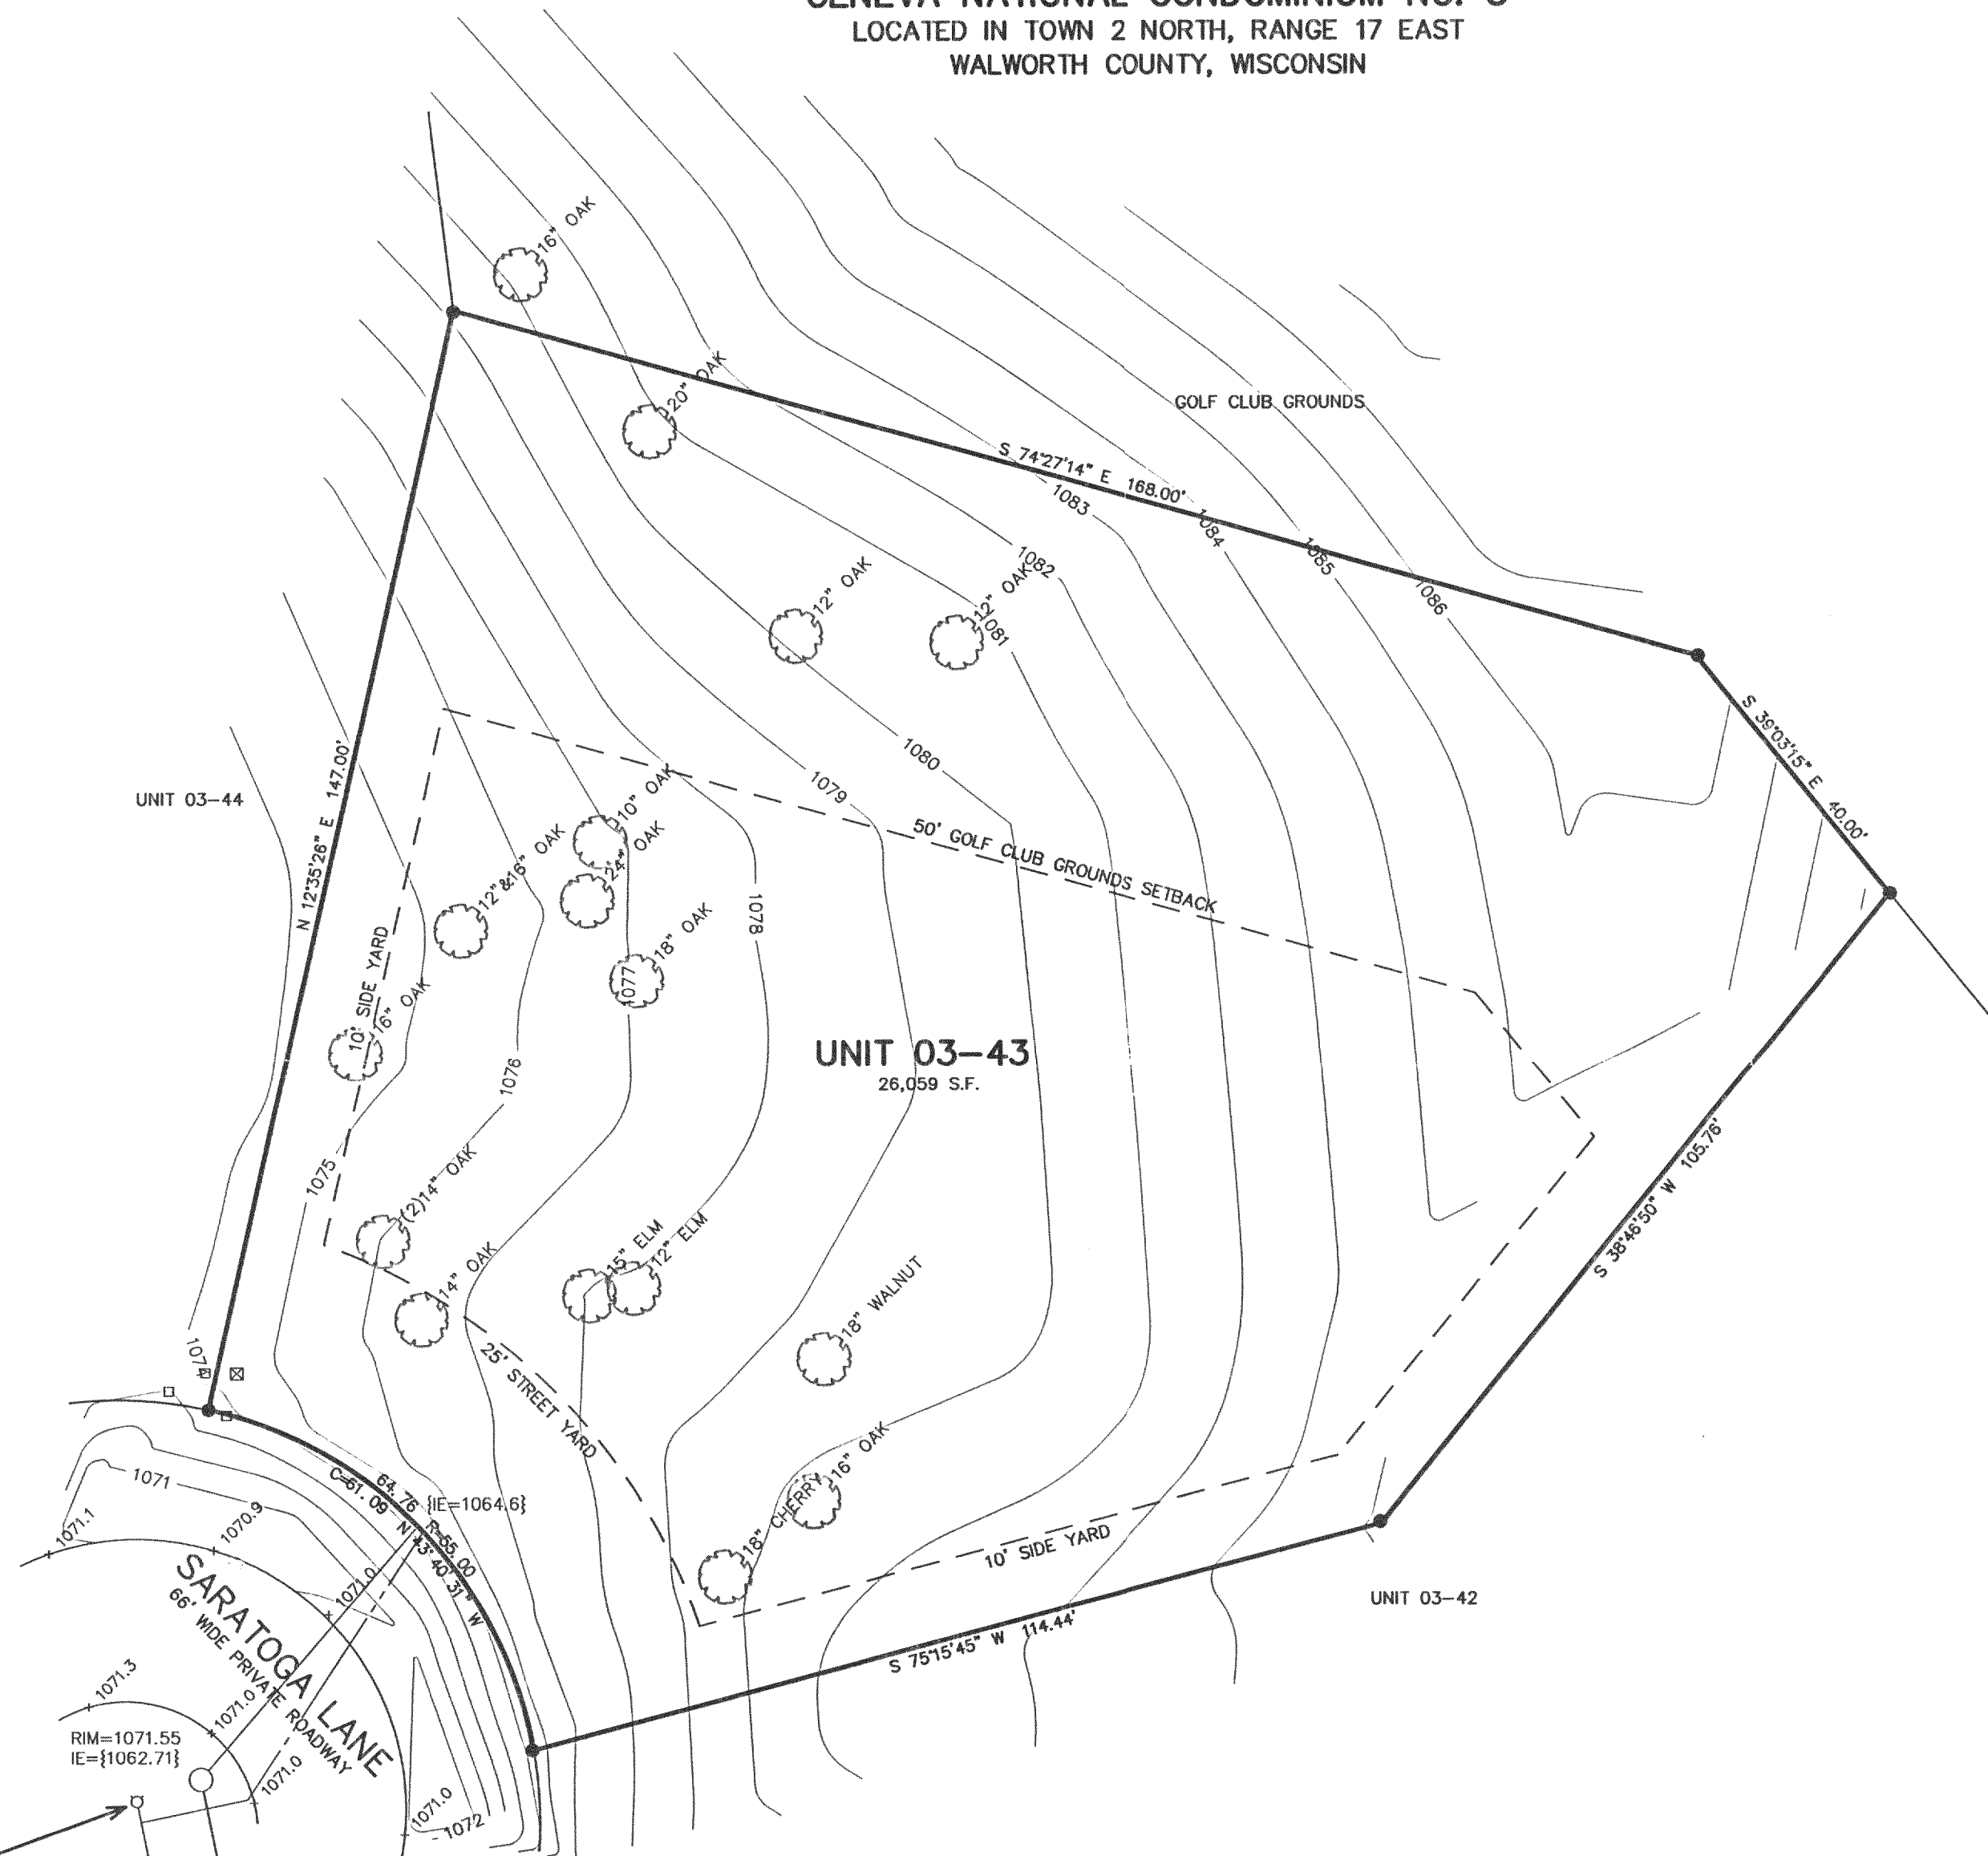 GENEVA NATIONAL CONDOMINIUM NO.
LOCATED IN TOWN 2 NORTH, RANGE 17 EAST
WALWORTH COUNTY, WISCONSIN
16" OAK
20" OAK
GOLF CLUB GROUNDS
S 74°27'14" E 168.00'
1083
1084
1085
1086
1082
12" OAK
12" OAK
1081
S 39°03'15" E 40.00'
1080
1079
UNIT 03-44
N 12°35'26" E 147.00'
10" OAK
24" OAK
12"&16" OAK
50' GOLF CLUB GROUNDS SETBACK
1078
18" OAK
1077
10' SIDE YARD
16" OAK
UNIT 03-43
26,059 S.F.
1076
1075
(2)14" OAK
14" OAK
15" ELM
12" ELM
18" WALNUT
S 38°46'50" W 105.76'
1074
25' STREET YARD
16" OAK
18" CHERRY
10' SIDE YARD
UNIT 03-42
S 75°15'45" W 114.44'
1071
1071.1
1070.9
64.76 R=55.00
C=61.09 N 43°40'31" W
{IE=1064.6}
1071.0
SARATOGA LANE
66' WIDE PRIVATE ROADWAY
1071.3
1071.0
RIM=1071.55
IE={1062.71}
1071.0
1071.0
1072